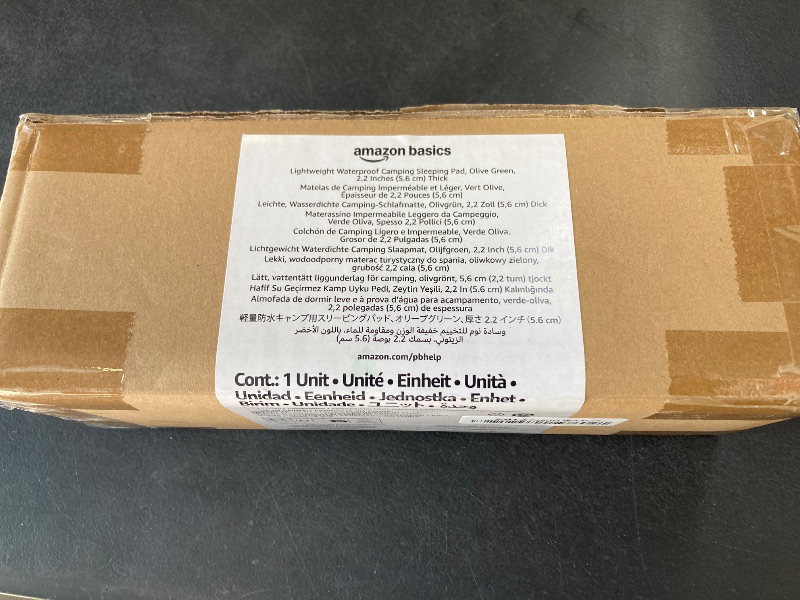 amazon basics
Lightweight Waterproof Camping Sleeping Pad, Olive Green,
2.2 Inches (5.6 cm) Thick
Matelas de Camping Imperméable et Léger, Vert Olive,
Épaisseur de 2,2 Pouces (5,6 cm)
Leichte, Wasserdichte Camping-Schlafmatte, Olivgrün, 2,2 Zoll (5,6 cm) Dick
Materassino Impermeabile Leggero da Campeggio,
Verde Oliva, Spesso 2,2 Pollici (5,6 cm)
Colchón de Camping Ligero e Impermeable, Verde Oliva,
Grosor de 2,2 Pulgadas (5,6 cm)
Lichtgewicht Waterdichte Camping Slaapmat, Olijfgroen, 2,2 Inch (5,6 cm) Dik
Lekki, wodoodporny materac turystyczny do spania, oliwkowy zielony,
grubość 2,2 cala (5,6 cm)
Lätt, vattentätt liggunderlag för camping, olivgrönt, 5,6 cm (2,2 tum) tjockt
Hafif Su Geçirmez Kamp Uyku Pedi, Zeytin Yeşili, 2,2 In (5.6 cm) Kalınlığında
Almofada de dormir leve e à prova d'água para acampamento, verde-oliva,
2,2 polegadas (5,6 cm) de espessura
軽量防水キャンプ用スリーピングパッド、オリーブグリーン、厚さ 2.2 インチ (5.6 cm)
وسادة نوم للتخييم خفيفة الوزن ومقاومة للماء، باللون الأخضر
الزيتوني، بسمك 2.2 بوصة (5.6 سم)
amazon.com/pbhelp
Cont.: 1 Unit • Unité • Einheit • Unità •
Unidad • Eenheid • Jednostka • Enhet •
Birim • Unidade • ユニット • وحدة